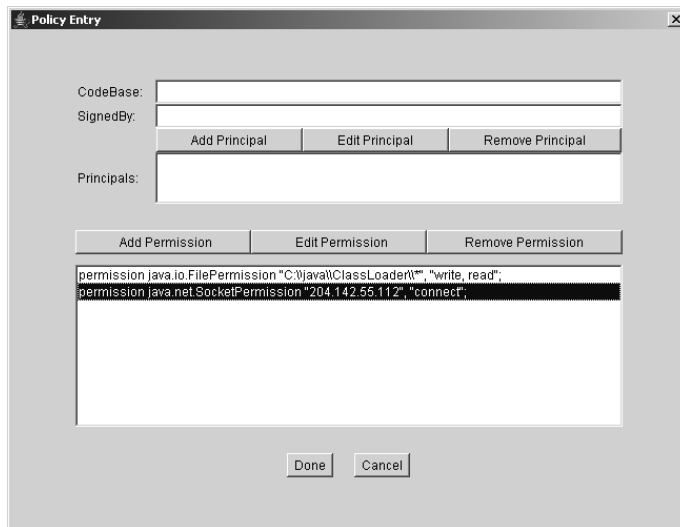 Policy Entry
CodeBase:
SignedBy:
Add Principal Edit Principal Remove Principal
Principals:
Add Permission Edit Permission Remove Permission
permission java.io.FilePermission "C:\\java\\ClassLoader\\*", "write, read";
permission java.net.SocketPermission "204.142.55.112", "connect";
Done Cancel